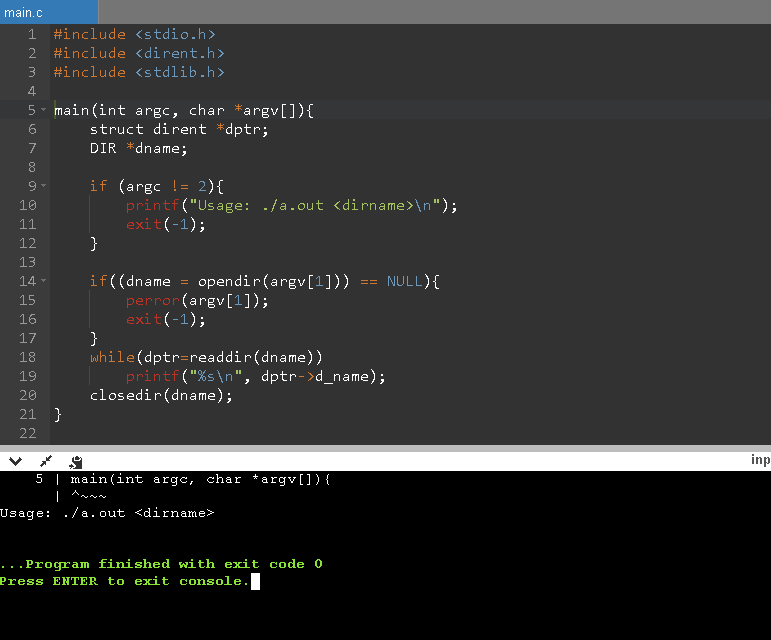 main.c
1 #include <stdio.h>
2 #include <dirent.h>
3 #include <stdlib.h>
4
5 main(int argc, char *argv[]){
6     struct dirent *dptr;
7     DIR *dname;
8
9     if (argc != 2){
10         printf("Usage: ./a.out <dirname>\n");
11         exit(-1);
12     }
13
14     if((dname = opendir(argv[1])) == NULL){
15         perror(argv[1]);
16         exit(-1);
17     }
18     while(dptr=readdir(dname))
19         printf("%s\n", dptr->d_name);
20     closedir(dname);
21 }
22
inp
    5 | main(int argc, char *argv[]){
      | ^~~~
Usage: ./a.out <dirname>
...Program finished with exit code 0
Press ENTER to exit console.